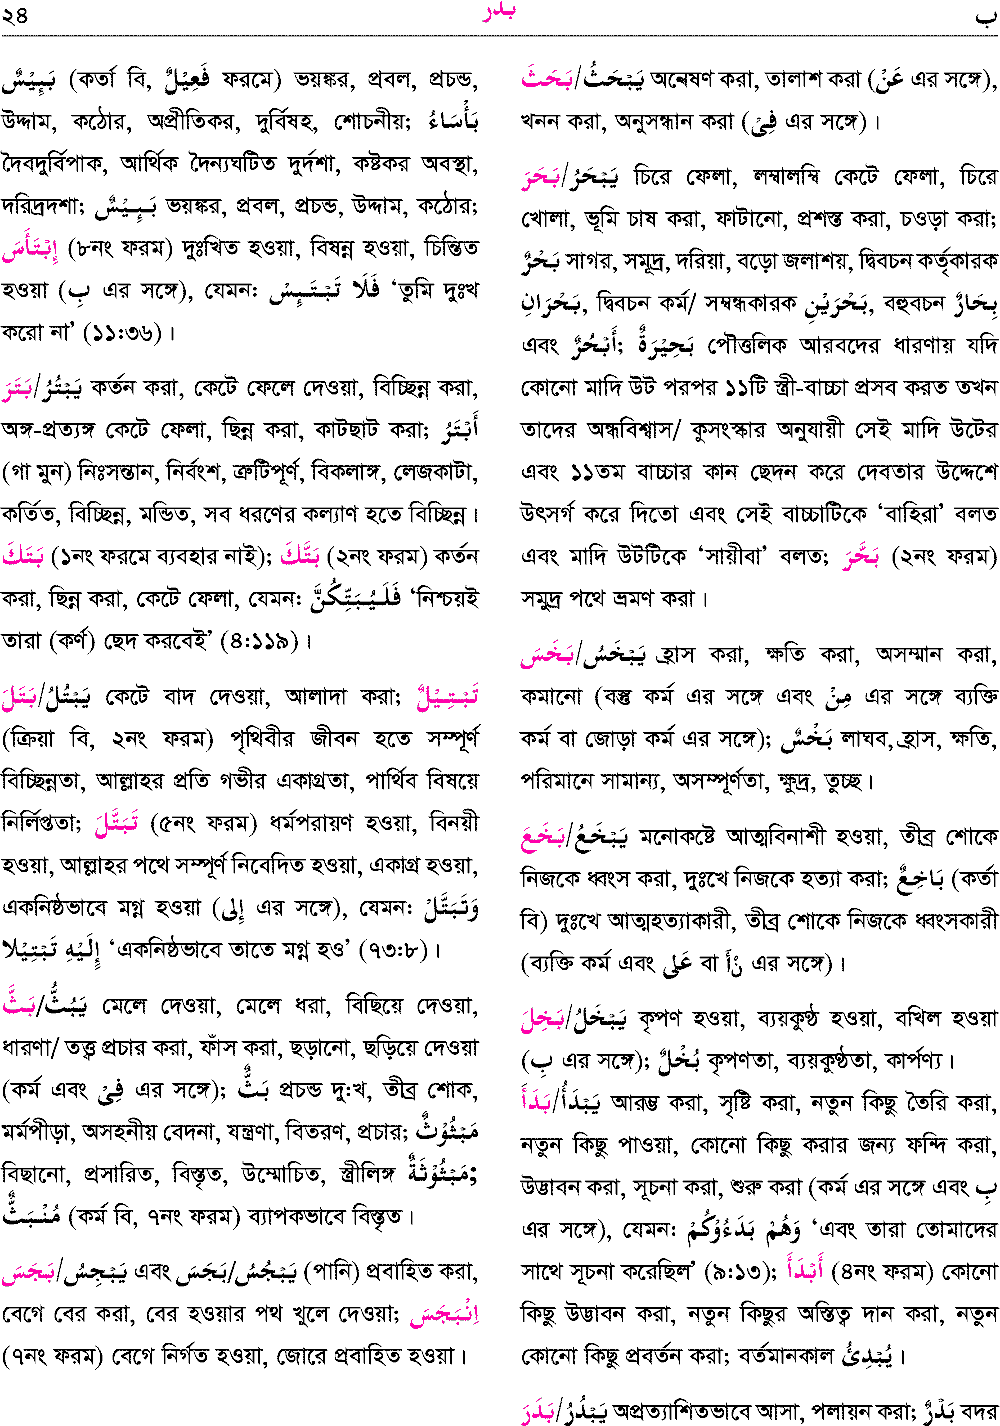 ২৪ بدر ب
بَـِٔيْسٌ (কর্তা বি, فَعِيْلٌ ফরমে) ভয়ঙ্কর, প্রবল, প্রচন্ড,
উদ্দাম, কঠোর, অপ্রীতিকর, দুর্বিষহ, শোচনীয়; بَأْسَاءُ
দৈবদুর্বিপাক, আর্থিক দৈন্যঘটিত দুর্দশা, কষ্টকর অবস্থা,
দরিদ্রদশা; بَـِٔيْسٌ ভয়ঙ্কর, প্রবল, প্রচন্ড, উদ্দাম, কঠোর;
اِبْتَأَسَ (৮নং ফরম) দুঃখিত হওয়া, বিষন্ন হওয়া, চিন্তিত
হওয়া (بِ এর সঙ্গে), যেমন: فَلَا تَبْتَـِٔسْ ‘তুমি দুঃখ
করো না’ (১১:৩৬)।
بَتَرَ/يَبْتُرُ কর্তন করা, কেটে ফেলে দেওয়া, বিচ্ছিন্ন করা,
অঙ্গ-প্রত্যঙ্গ কেটে ফেলা, ছিন্ন করা, কাটছাট করা; أَبْتَرُ
(গা মুন) নিঃসন্তান, নির্বংশ, ত্রুটিপূর্ণ, বিকলাঙ্গ, লেজকাটা,
কর্তিত, বিচ্ছিন্ন, মন্ডিত, সব ধরণের কল্যাণ হতে বিচ্ছিন্ন।
بَتَكَ (১নং ফরমে ব্যবহার নাই); بَتَّكَ (২নং ফরম) কর্তন
করা, ছিন্ন করা, কেটে ফেলা, যেমন: فَلَيُبَتِّكُنَّ ‘নিশ্চয়ই
তারা (কর্ণ) ছেদ করবেই’ (৪:১১৯)।
بَتَلَ/يَبْتُلُ কেটে বাদ দেওয়া, আলাদা করা; تَبْتِيْلٌ
(ক্রিয়া বি, ২নং ফরম) পৃথিবীর জীবন হতে সম্পূর্ণ
বিচ্ছিন্নতা, আল্লাহর প্রতি গভীর একাগ্রতা, পার্থিব বিষয়ে
নির্লিপ্ততা; تَبَتَّلَ (৫নং ফরম) ধর্মপরায়ণ হওয়া, বিনয়ী
হওয়া, আল্লাহর পথে সম্পূর্ণ নিবেদিত হওয়া, একাগ্র হওয়া,
একনিষ্ঠভাবে মগ্ন হওয়া (إِلى এর সঙ্গে), যেমন: وَتَبَتَّلْ
إِلَيْهِ تَبْتِيْلا ‘একনিষ্ঠভাবে তাতে মগ্ন হও’ (৭৩:৮)।
بَثَّ/يَبُثُّ মেলে দেওয়া, মেলে ধরা, বিছিয়ে দেওয়া,
ধারণা/ তত্ত্ব প্রচার করা, ফাঁস করা, ছড়ানো, ছড়িয়ে দেওয়া
(কর্ম এবং فِيْ এর সঙ্গে); بَثٌّ প্রচন্ড দু:খ, তীব্র শোক,
মর্মপীড়া, অসহনীয় বেদনা, যন্ত্রণা, বিতরণ, প্রচার; مَبْثُوْثٌ
বিছানো, প্রসারিত, বিস্তৃত, উম্মোচিত, স্ত্রীলিঙ্গ مَبْثُوْثَةٌ;
مُنْبَثٌّ (কর্ম বি, ৭নং ফরম) ব্যাপকভাবে বিস্তৃত।
بَجَسَ/يَبْجِسُ এবং بَجَسَ/يَبْجُسُ (পানি) প্রবাহিত করা,
বেগে বের করা, বের হওয়ার পথ খুলে দেওয়া; اِنْبَجَسَ
(৭নং ফরম) বেগে নির্গত হওয়া, জোরে প্রবাহিত হওয়া।
بَحَثَ/يَبْحَثُ অন্বেষণ করা, তালাশ করা (عَنْ এর সঙ্গে),
খনন করা, অনুসন্ধান করা (فِيْ এর সঙ্গে)।
بَحَرَ/يَبْحَرُ চিরে ফেলা, লম্বালম্বি কেটে ফেলা, চিরে
খোলা, ভূমি চাষ করা, ফাটানো, প্রশস্ত করা, চওড়া করা;
بَحْرٌ সাগর, সমূদ্র, দরিয়া, বড়ো জলাশয়, দ্বিবচন কর্তৃকারক
بَحْرَانِ, দ্বিবচন কর্ম/ সম্বন্ধকারক بَحْرَيْنِ, বহুবচন بِحَارٌ
এবং أَبْحُرٌ; بَحِيْرَةٌ পৌত্তলিক আরবদের ধারণায় যদি
কোনো মাদি উট পরপর ১১টি স্ত্রী-বাচ্চা প্রসব করত তখন
তাদের অন্ধবিশ্বাস/ কুসংস্কার অনুযায়ী সেই মাদি উটের
এবং ১১তম বাচ্চার কান ছেদন করে দেবতার উদ্দেশে
উৎসর্গ করে দিতো এবং সেই বাচ্চাটিকে ‘বাহিরা’ বলত
এবং মাদি উটটিকে ‘সায়ীবা’ বলত; بَحَّرَ (২নং ফরম)
সমুদ্র পথে ভ্রমণ করা।
بَخَسَ/يَبْخَسُ হ্রাস করা, ক্ষতি করা, অসম্মান করা,
কমানো (বস্তু কর্ম এর সঙ্গে এবং مِنْ এর সঙ্গে ব্যক্তি
কর্ম বা জোড়া কর্ম এর সঙ্গে); بَخْسٌ লাঘব, হ্রাস, ক্ষতি,
পরিমানে সামান্য, অসম্পূর্ণতা, ক্ষুদ্র, তুচ্ছ।
بَخَعَ/يَبْخَعُ মনোকষ্টে আত্মবিনাশী হওয়া, তীব্র শোকে
নিজকে ধ্বংস করা, দুঃখে নিজকে হত্যা করা; بَاخِعٌ (কর্তা
বি) দুঃখে আত্মহত্যাকারী, তীব্র শোকে নিজকে ধ্বংসকারী
(ব্যক্তি কর্ম এবং عَلى বা أَنْ এর সঙ্গে)।
بَخِلَ/يَبْخَلُ কৃপণ হওয়া, ব্যয়কুণ্ঠ হওয়া, বখিল হওয়া
(بِ এর সঙ্গে); بُخْلٌ কৃপণতা, ব্যয়কুণ্ঠতা, কার্পণ্য।
بَدَأَ/يَبْدَأُ আরম্ভ করা, সৃষ্টি করা, নতুন কিছু তৈরি করা,
নতুন কিছু পাওয়া, কোনো কিছু করার জন্য ফন্দি করা,
উদ্ভাবন করা, সূচনা করা, শুরু করা (কর্ম এর সঙ্গে এবং بِ
এর সঙ্গে), যেমন: وَهُمْ بَدَءُوْكُمْ ‘এবং তারা তোমাদের
সাথে সূচনা করেছিল’ (৯:১৩); أَبْدَأَ (৪নং ফরম) কোনো
কিছু উদ্ভাবন করা, নতুন কিছুর অস্তিত্ব দান করা, নতুন
কোনো কিছু প্রবর্তন করা; বর্তমানকাল يُبْدِئُ।
بَدَرَ/يَبْدُرُ অপ্রত্যাশিতভাবে আসা, পলায়ন করা; بَدْرٌ বদর